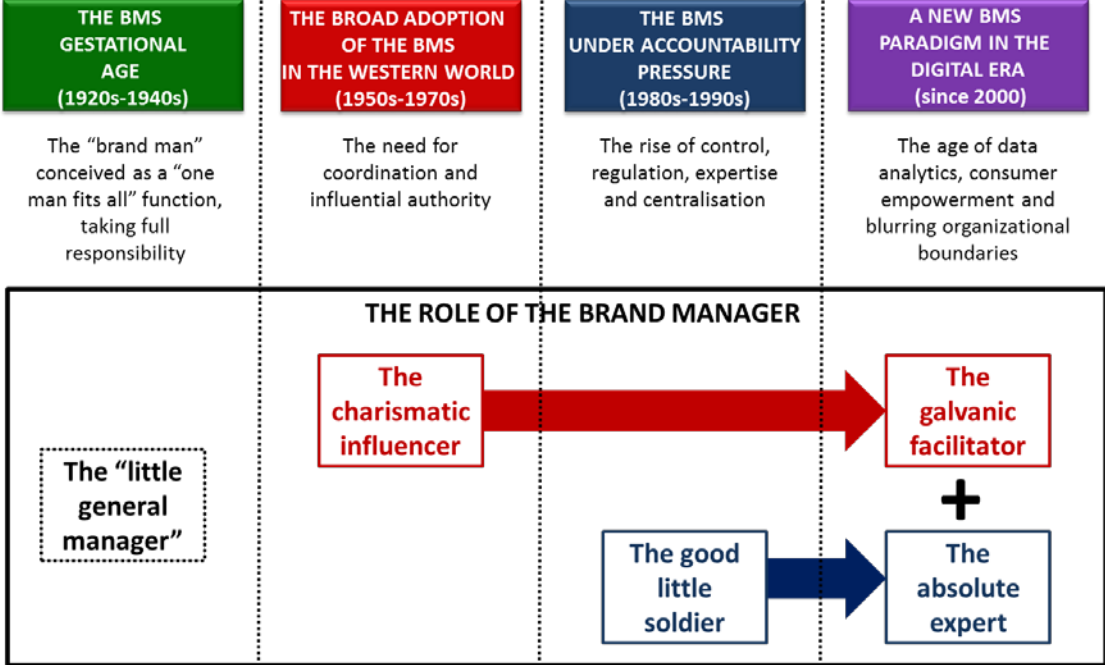 THE BMS
GESTATIONAL
AGE
(1920s-1940s)
THE BROAD ADOPTION
OF THE BMS
IN THE WESTERN WORLD
(1950s-1970s)
THE BMS
UNDER ACCOUNTABILITY
PRESSURE
(1980s-1990s)
A NEW BMS
PARADIGM IN THE
DIGITAL ERA
(since 2000)
The “brand man”
conceived as a “one
man fits all” function,
taking full
responsibility
The need for
coordination and
influential authority
The rise of control,
regulation, expertise
and centralisation
The age of data
analytics, consumer
empowerment and
blurring organizational
boundaries
THE ROLE OF THE BRAND MANAGER
The “little
general
manager”
The
charismatic
influencer
The
galvanic
facilitator
+
The good
little
soldier
The
absolute
expert